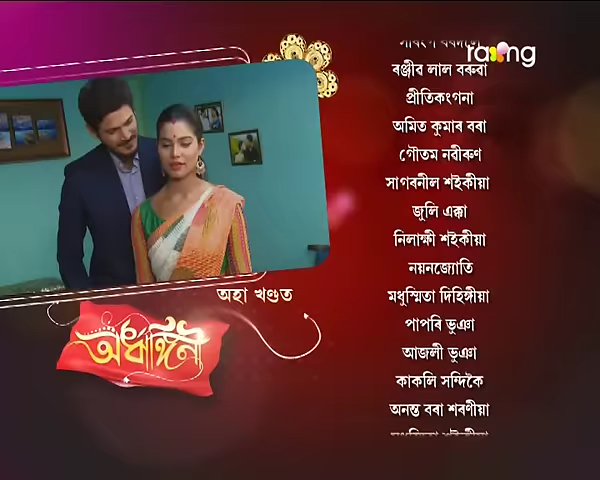 rang
ৰঞ্জীৱ লাল বৰুৱা
প্ৰীতিকংগনা
অমিত কুমাৰ বৰা
গৌতম নবীৰুণ
সাগৰনীল শইকীয়া
জুলি এক্কা
নিলাক্ষী শইকীয়া
নয়নজ্যোতি
মধুস্মিতা দিহিঙ্গীয়া
পাপৰি ভুঞা
আজলী ভুঞা
কাকলি সন্দিকৈ
অনন্ত বৰা শৰণীয়া
অহা খণ্ডত
অৰ্ধাঙ্গিনী